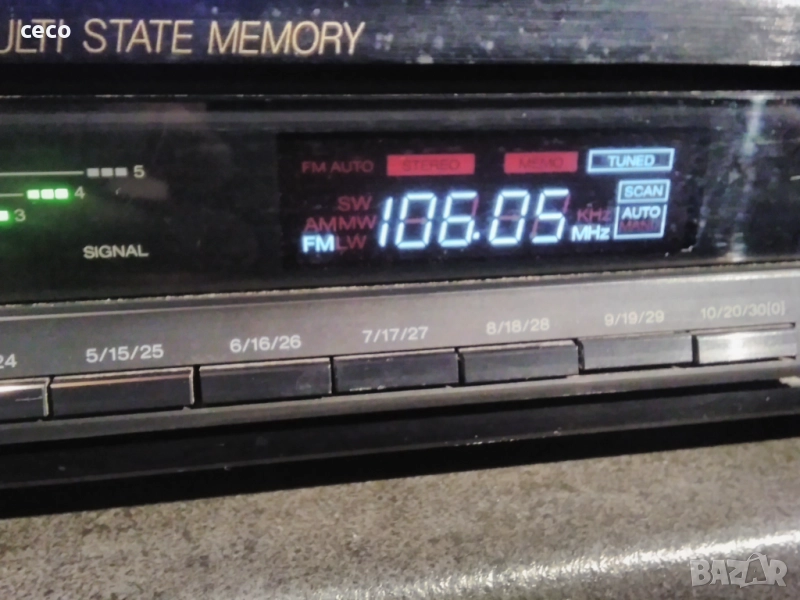 ceco
ULTI STATE MEMORY
5
4
3
SIGNAL
FM AUTO STEREO MEMO TUNED
SCAN
SW
AM MW
FM LW
106.05
KHz
MHz
AUTO
MAN'L
24 5/15/25 6/16/26 7/17/27 8/18/28 9/19/29 10/20/30(0)
BAZAR